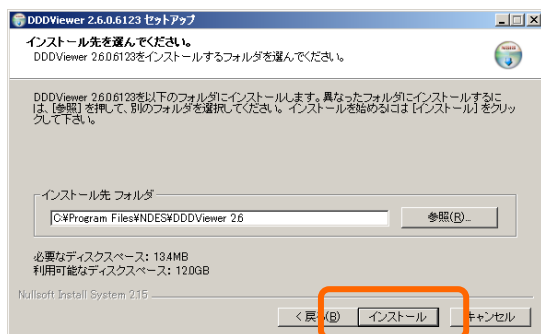 DDDViewer 2.6.0.6123 セットアップ
インストール先を選んでください。
DDDViewer 2.6.0.6123をインストールするフォルダを選んでください。
DDDViewer 2.6.0.6123を以下のフォルダにインストールします。異なったフォルダにインストールするに
は、[参照] を押して、別のフォルダを選択してください。 インストールを始めるには [インストール] をクリッ
クして下さい。
インストール先 フォルダ
C:¥Program Files¥NDES¥DDDViewer 2.6
参照(R)...
必要なディスクスペース: 13.4MB
利用可能なディスクスペース: 12.0GB
Nullsoft Install System 2.15
< 戻る(B) インストール キャンセル